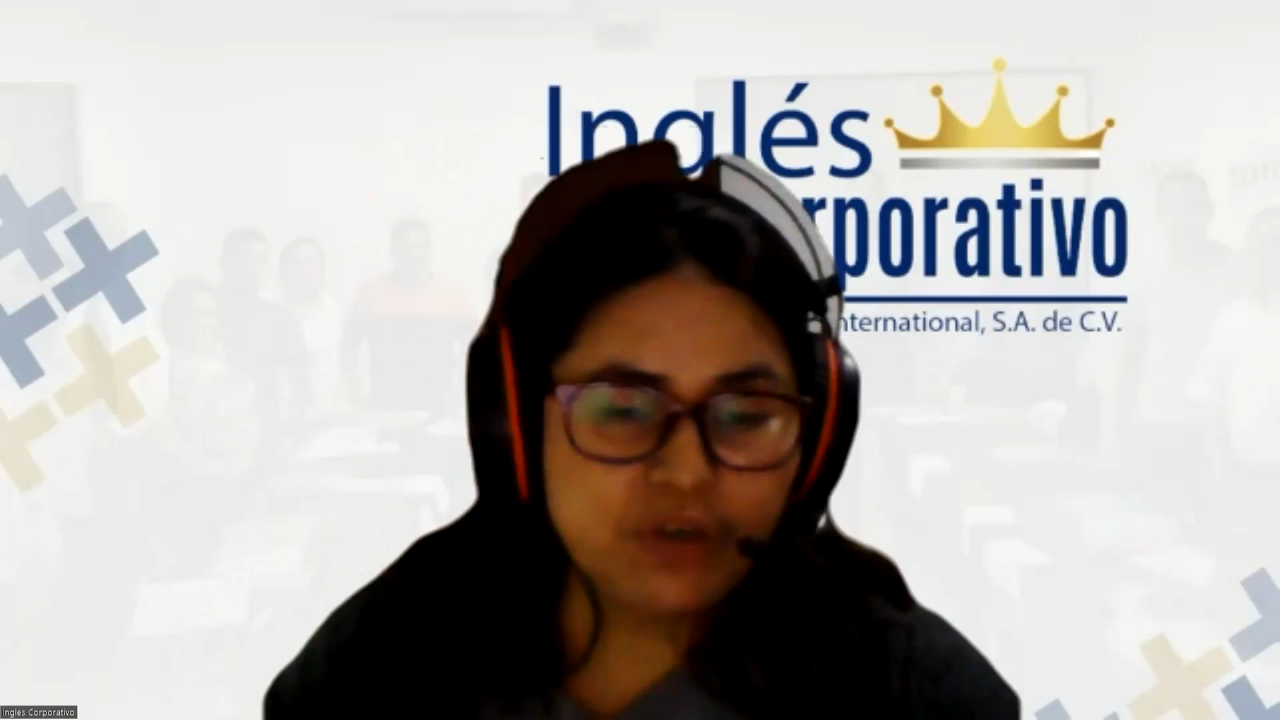 Inglés
rporativo
nternational, S.A. de C.V.
Ingles Corporativo